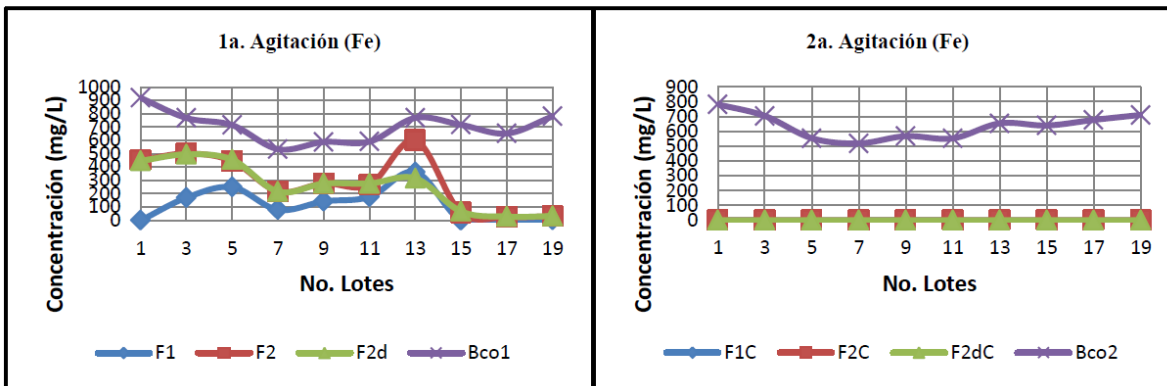 1a. Agitación (Fe)
Concentración (mg/L)
1000
900
800
700
600
500
400
300
200
100
0
1 3 5 7 9 11 13 15 17 19
No. Lotes
F1 F2 F2d Bco1
2a. Agitación (Fe)
Concentración (mg/L)
900
800
700
600
500
400
300
200
100
0
1 3 5 7 9 11 13 15 17 19
No. Lotes
F1C F2C F2dC Bco2